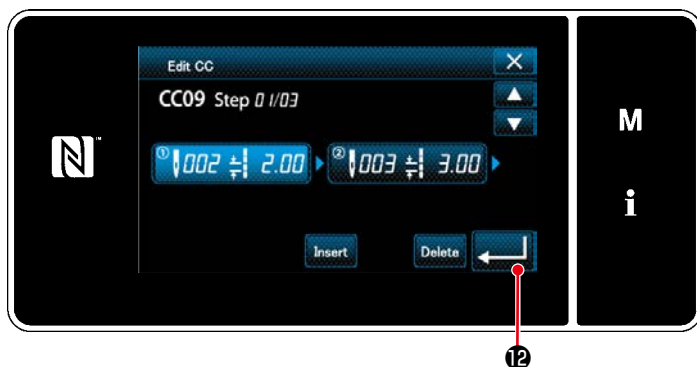 Edit CC
CC09 Step 01/03
M
① 002 2.00 ② 003 3.00
i
Insert Delete
⓬